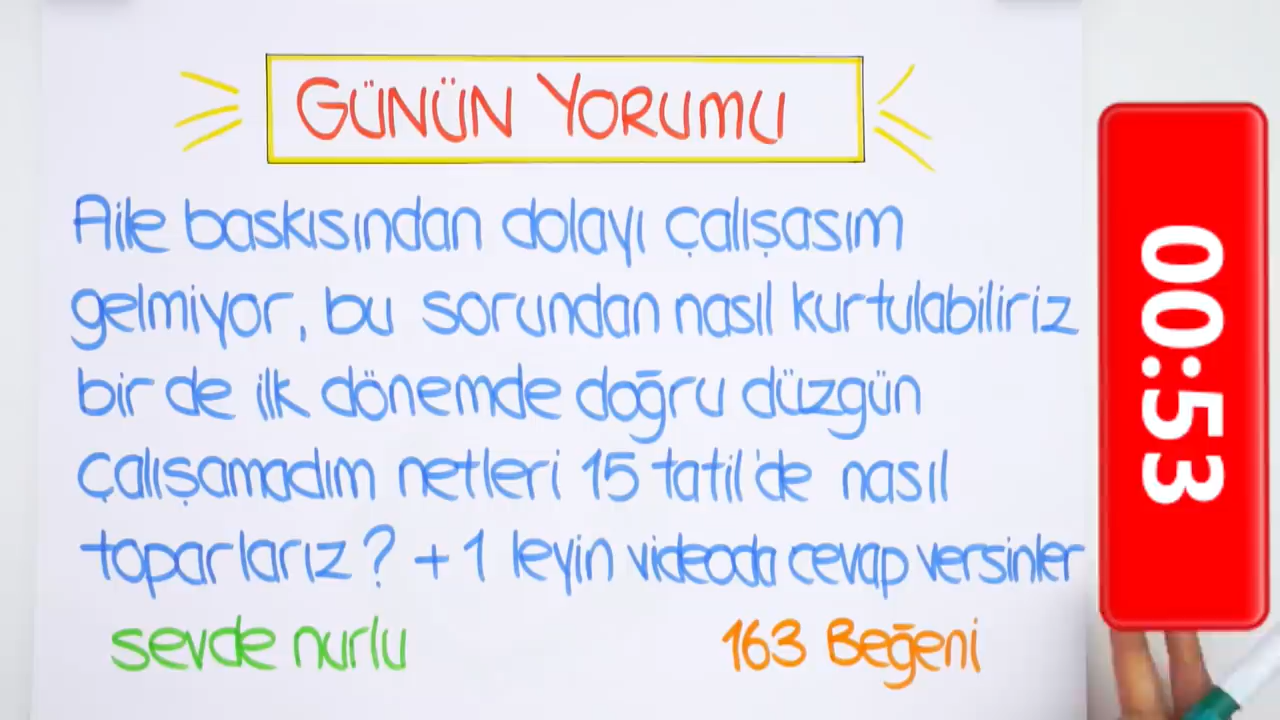 GÜNÜN YORUMU
Aile baskısından dolayı çalışasım
gelmiyor, bu sorundan nasıl kurtulabiliriz
bir de ilk dönemde doğru düzgün
çalışamadım netleri 15 tatil'de nasıl
toparlarız? +1 leyin videoda cevap versinler
sevde nurlu
163 Beğeni
00:53